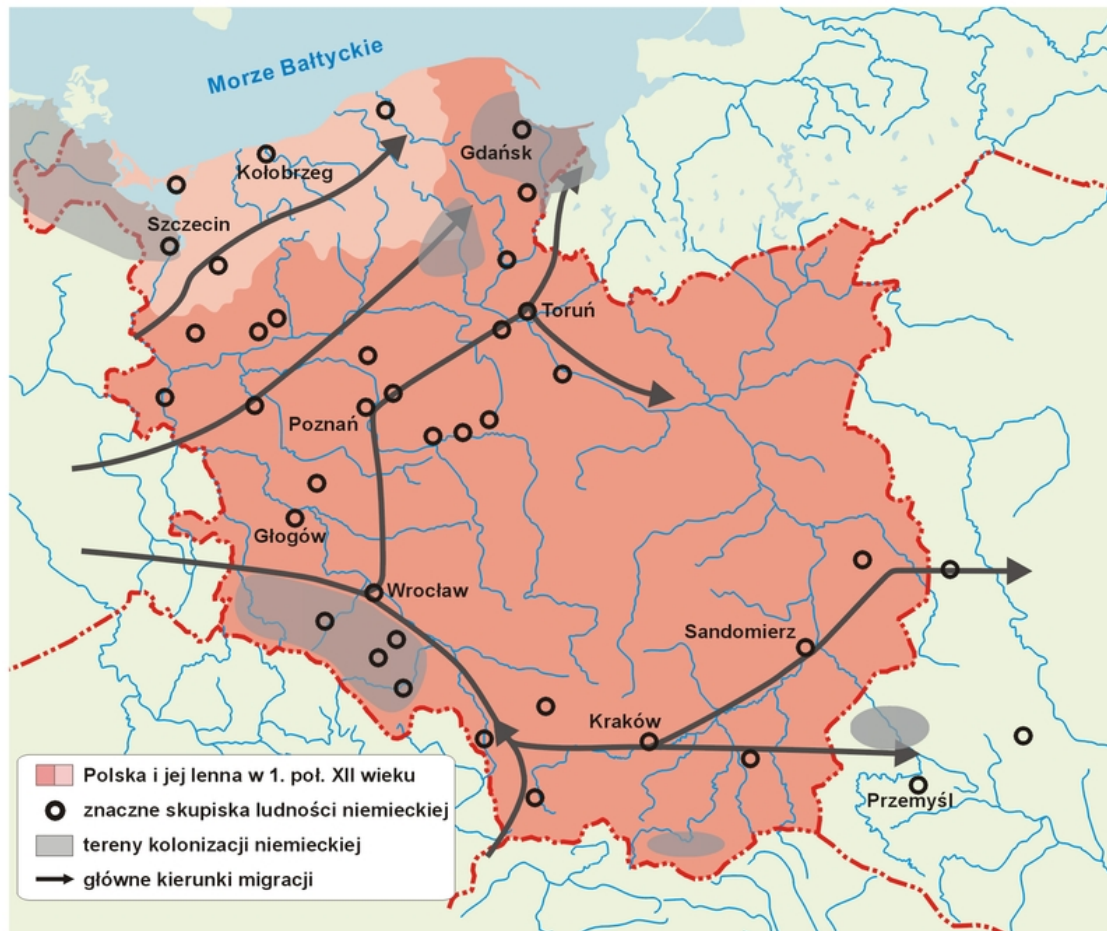 Morze Bałtyckie
Gdańsk
Kołobrzeg
Szczecin
Toruń
Poznań
Głogów
Wrocław
Sandomierz
Kraków
Przemyśl
Polska i jej lenna w 1. poł. XII wieku
znaczne skupiska ludności niemieckiej
tereny kolonizacji niemieckiej
główne kierunki migracji